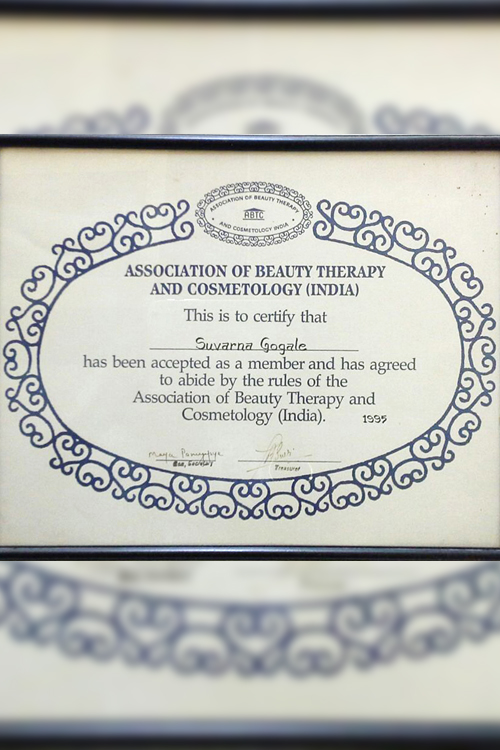 ASSOCIATION OF BEAUTY THERAPY
ABTC
AND COSMETOLOGY INDIA
ASSOCIATION OF BEAUTY THERAPY
AND COSMETOLOGY (INDIA)
This is to certify that
Suvarna Gogale
has been accepted as a member and has agreed
to abide by the rules of the
Association of Beauty Therapy and
Cosmetology (India).
1995
Maya
Hon. Secretary
Treasurer